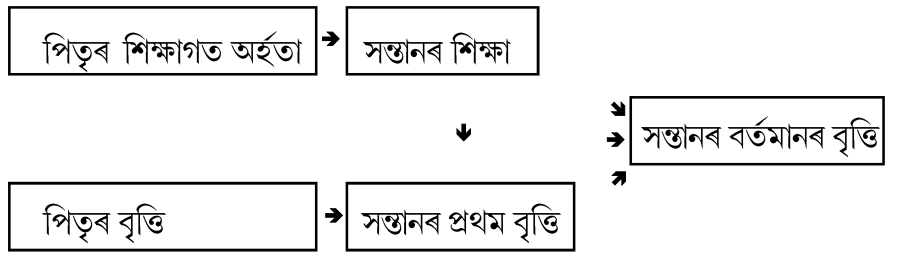 পিতৃৰ শিক্ষাগত অৰ্হতা
সন্তানৰ শিক্ষা
সন্তানৰ বৰ্তমানৰ বৃত্তি
পিতৃৰ বৃত্তি
সন্তানৰ প্ৰথম বৃত্তি